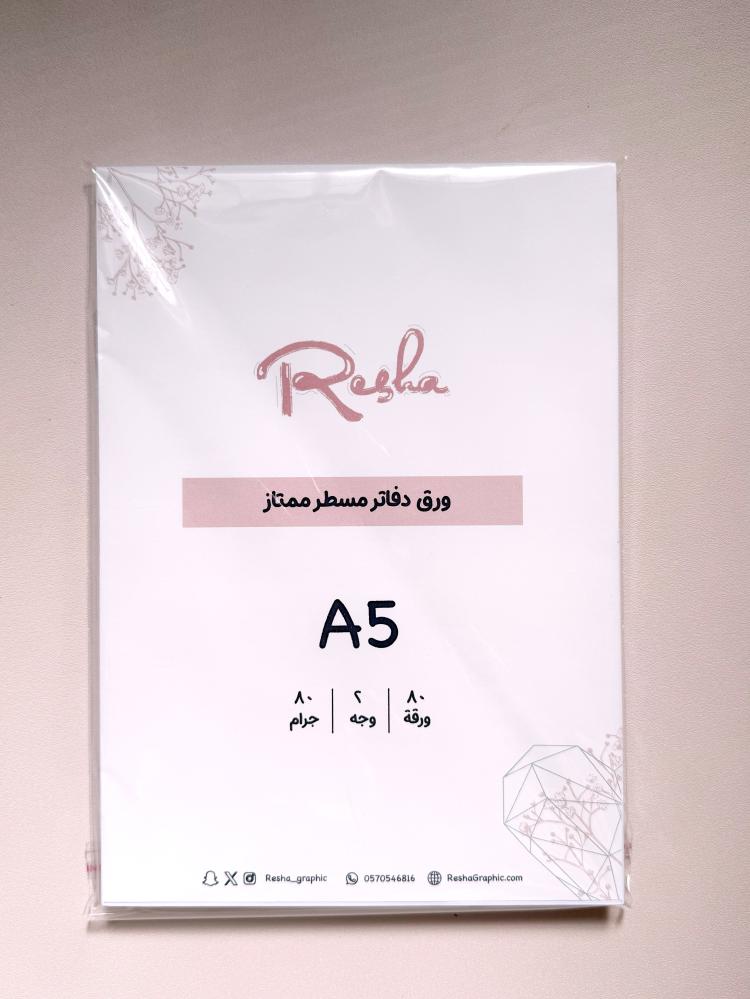 Resha
ورق دفاتر مسطر ممتاز
A5
٨٠ | ٢ | ٨٠
ورقة | وجه | جرام
Resha_graphic 0570546816 ReshaGraphic.com